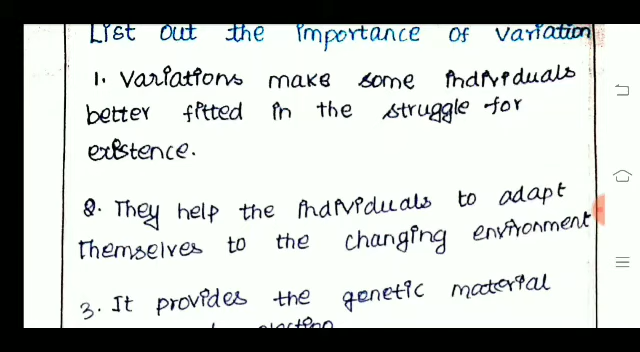 List out the importance of variation
1. Variations make some individuals
better fitted in the struggle for
existence.
2. They help the individuals to adapt
themselves to the changing environment
3. It provides the genetic material